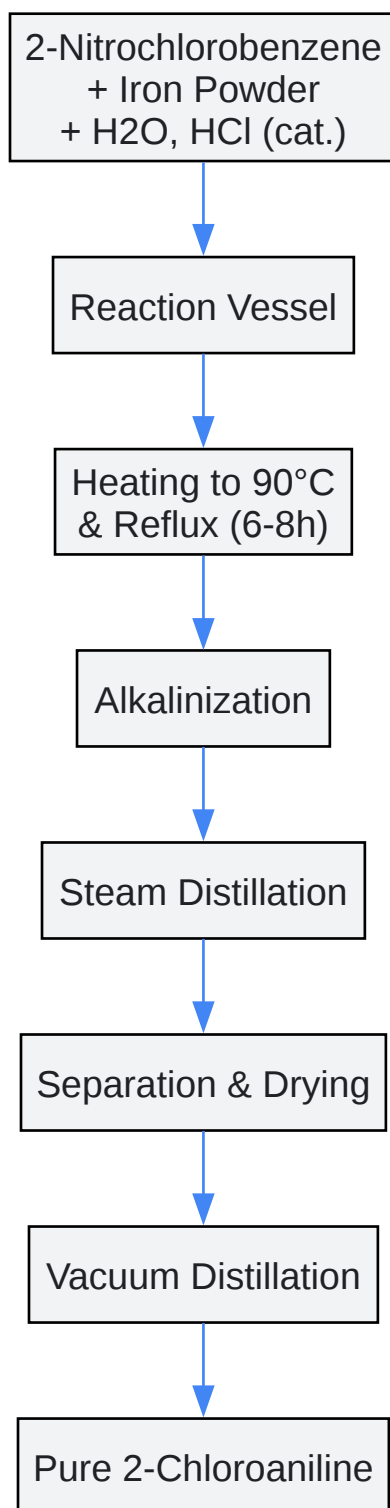 2-Nitrochlorobenzene
+ Iron Powder
+ H2O, HCl (cat.)
Reaction Vessel
Heating to 90°C
& Reflux (6-8h)
Alkalinization
Steam Distillation
Separation & Drying
Vacuum Distillation
Pure 2-Chloroaniline